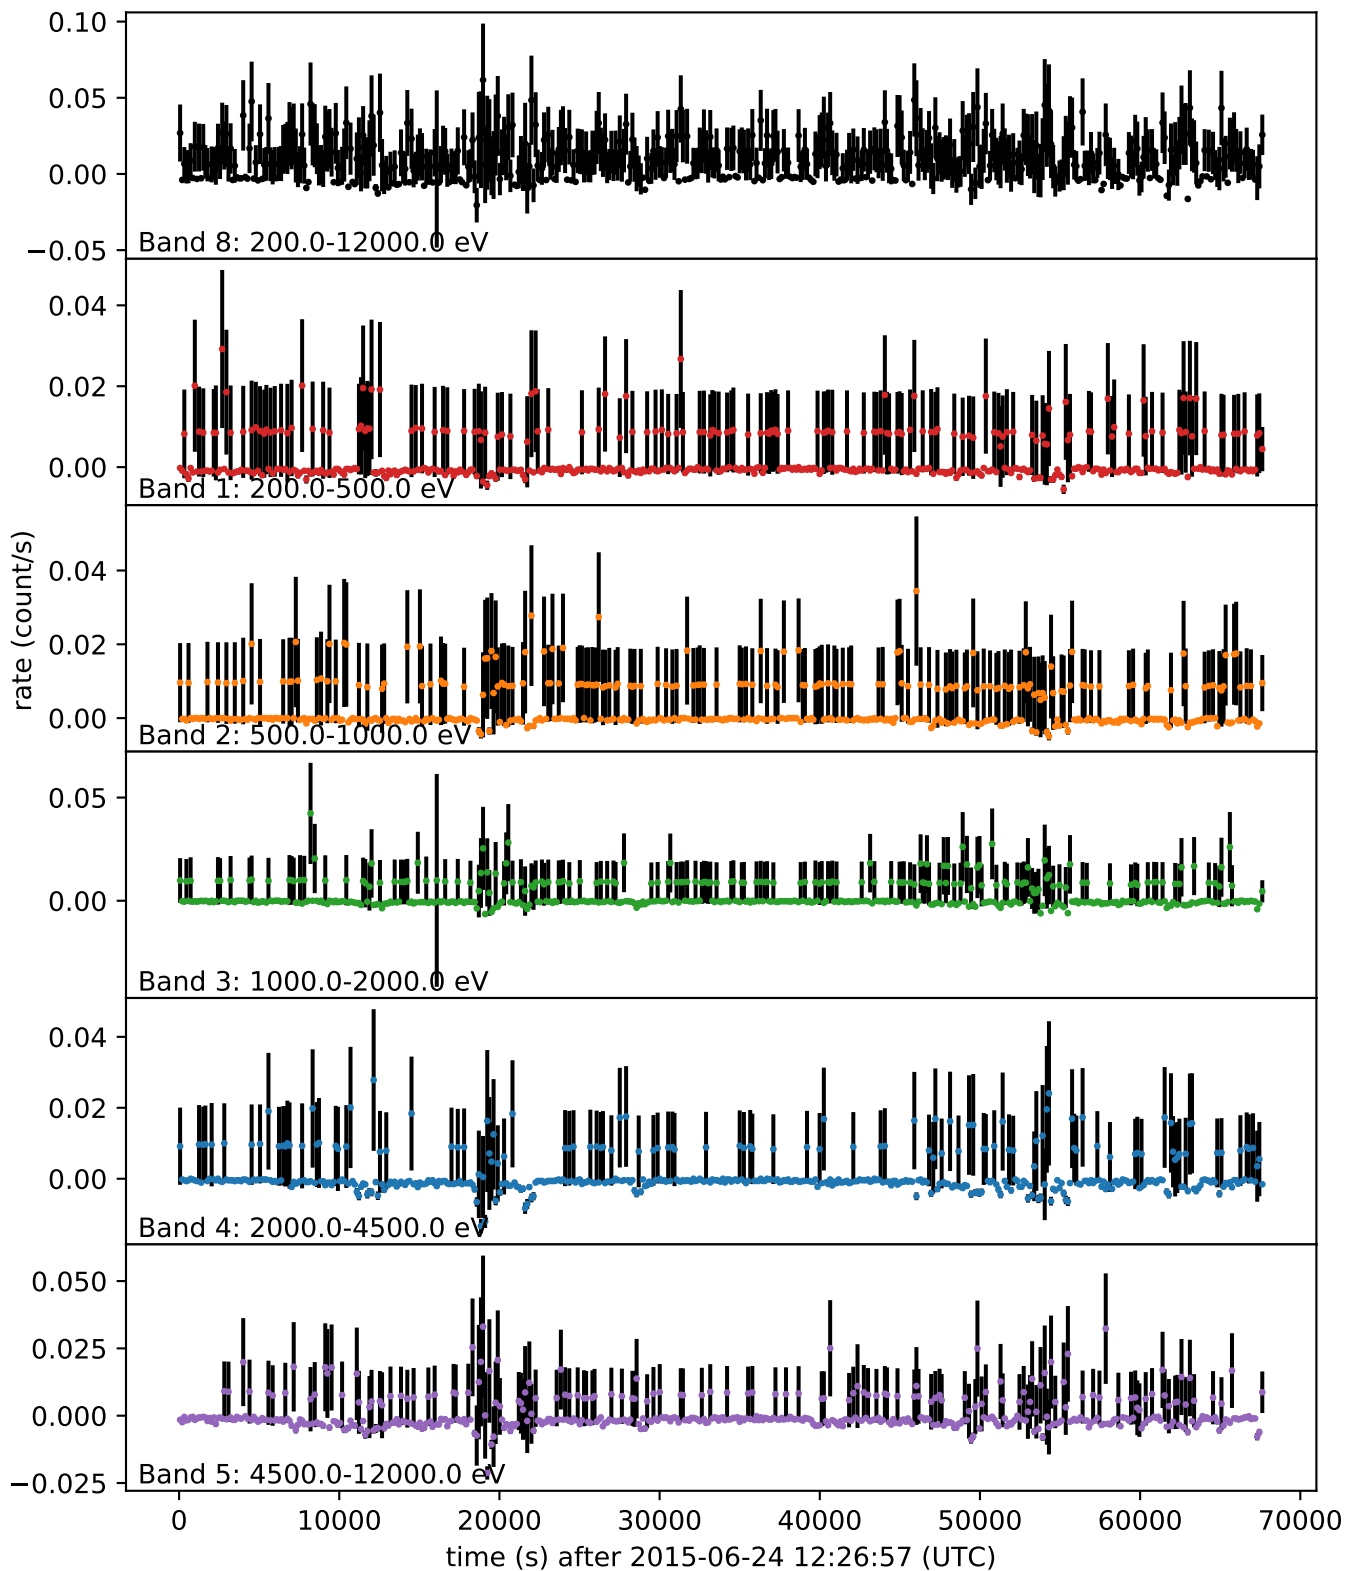 0.10
0.05
0.00
−0.05
Band 8: 200.0-12000.0 eV
0.04
0.02
0.00
Band 1: 200.0-500.0 eV
rate (count/s)
0.04
0.02
0.00
Band 2: 500.0-1000.0 eV
0.05
0.00
Band 3: 1000.0-2000.0 eV
0.04
0.02
0.00
Band 4: 2000.0-4500.0 eV
0.050
0.025
0.000
−0.025
Band 5: 4500.0-12000.0 eV
0 10000 20000 30000 40000 50000 60000 70000
time (s) after 2015-06-24 12:26:57 (UTC)